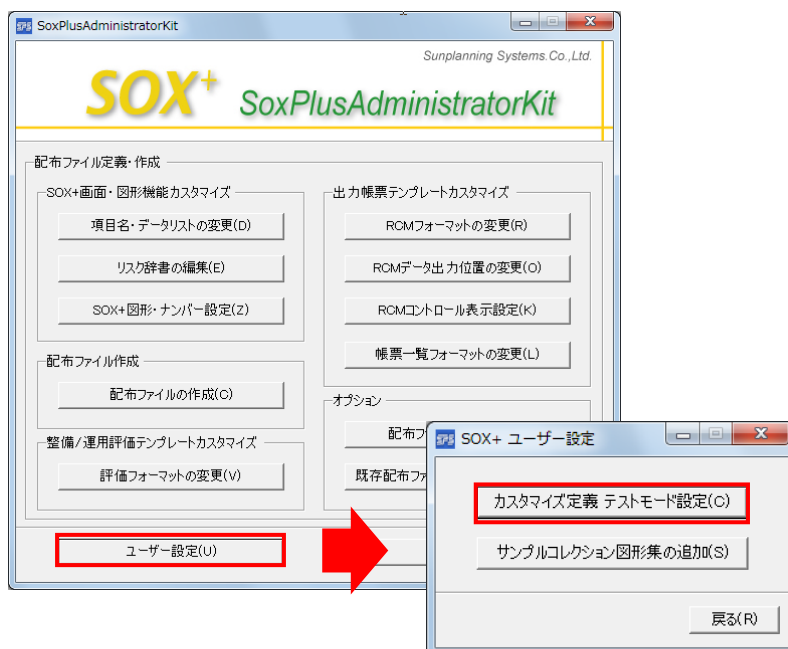 SPS SoxPlusAdministratorKit
Sunplanning Systems.Co.,Ltd.
SOX+ SoxPlusAdministratorKit
配布ファイル定義・作成
SOX+画面・図形機能カスタマイズ
項目名・データリストの変更(D)
リスク辞書の編集(E)
SOX+図形・ナンバー設定(Z)
配布ファイル作成
配布ファイルの作成(C)
整備/運用評価テンプレートカスタマイズ
評価フォーマットの変更(V)
出力帳票テンプレートカスタマイズ
RCMフォーマットの変更(R)
RCMデータ出力位置の変更(O)
RCMコントロール表示設定(K)
帳票一覧フォーマットの変更(L)
オプション
配布フ
既存配布ファ
ユーザー設定(U)
SPS SOX+ ユーザー設定
カスタマイズ定義 テストモード設定(C)
サンプルコレクション図形集の追加(S)
戻る(R)